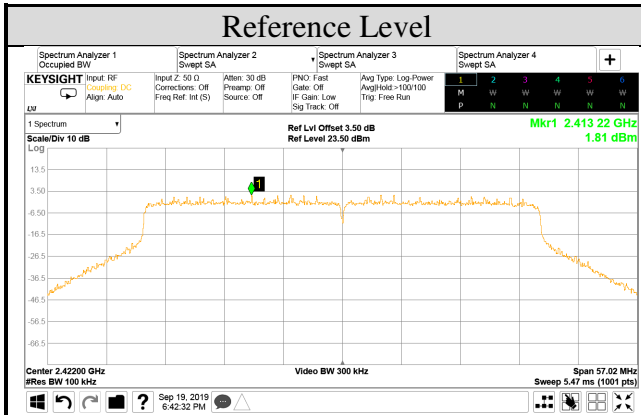 Reference Level
Spectrum Analyzer 1
Occupied BW
Spectrum Analyzer 2
Swept SA
Spectrum Analyzer 3
Swept SA
Spectrum Analyzer 4
Swept SA
+
KEYSIGHT
Input: RF
Coupling: DC
Align: Auto
Input Z: 50 Ω
Corrections: Off
Freq Ref: Int (S)
Atten: 30 dB
Preamp: Off
Source: Off
PNO: Fast
Gate: Off
IF Gain: Low
Sig Track: Off
Avg Type: Log-Power
Avg|Hold:>100/100
Trig: Free Run
1 2 3 4 5 6
M W W W W W
P N N N N N
LXI
1 Spectrum
Scale/Div 10 dB
Ref Lvl Offset 3.50 dB
Ref Level 23.50 dBm
Mkr1 2.413 22 GHz
1.81 dBm
Log
13.5
3.50
-6.50
-16.5
-26.5
-36.5
-46.5
-56.5
-66.5
1
Center 2.42200 GHz
#Res BW 100 kHz
Video BW 300 kHz
Span 57.02 MHz
Sweep 5.47 ms (1001 pts)
?
Sep 19, 2019
6:42:32 PM